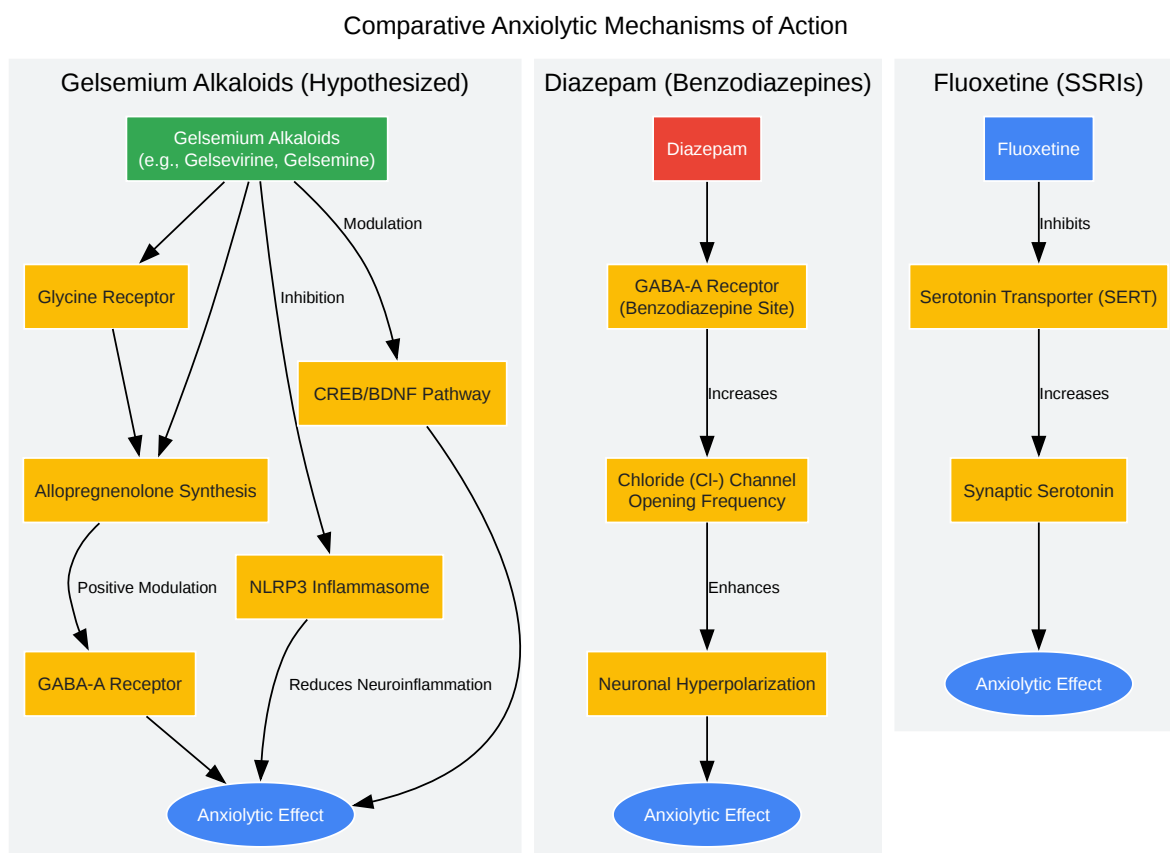 Comparative Anxiolytic Mechanisms of Action
Gelsemium Alkaloids (Hypothesized)
Gelsemium Alkaloids
(e.g., Gelsevirine, Gelsemine)
Modulation
Glycine Receptor
Inhibition
CREB/BDNF Pathway
Allopregnenolone Synthesis
Positive Modulation
NLRP3 Inflammasome
GABA-A Receptor
Reduces Neuroinflammation
Anxiolytic Effect
Diazepam (Benzodiazepines)
Diazepam
GABA-A Receptor
(Benzodiazepine Site)
Increases
Chloride (Cl-) Channel
Opening Frequency
Enhances
Neuronal Hyperpolarization
Anxiolytic Effect
Fluoxetine (SSRIs)
Fluoxetine
Inhibits
Serotonin Transporter (SERT)
Increases
Synaptic Serotonin
Anxiolytic Effect